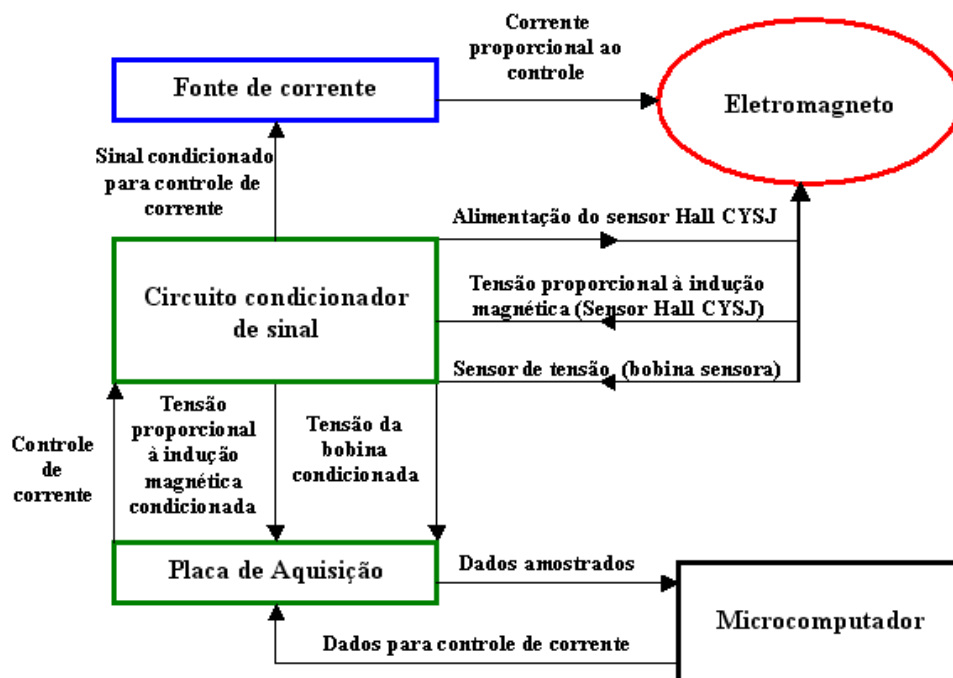 Corrente
proporcional ao
controle
Fonte de corrente
Eletromagneto
Sinal condicionado
para controle de
corrente
Alimentação do sensor Hall CYSJ
Circuito condicionador
de sinal
Tensão proporcional à indução
magnética (Sensor Hall CYSJ)
Sensor de tensão (bobina sensora)
Controle
de
corrente
Tensão
proporcional
à indução
magnética
condicionada
Tensão da
bobina
condicionada
Placa de Aquisição
Dados amostrados
Microcomputador
Dados para controle de corrente